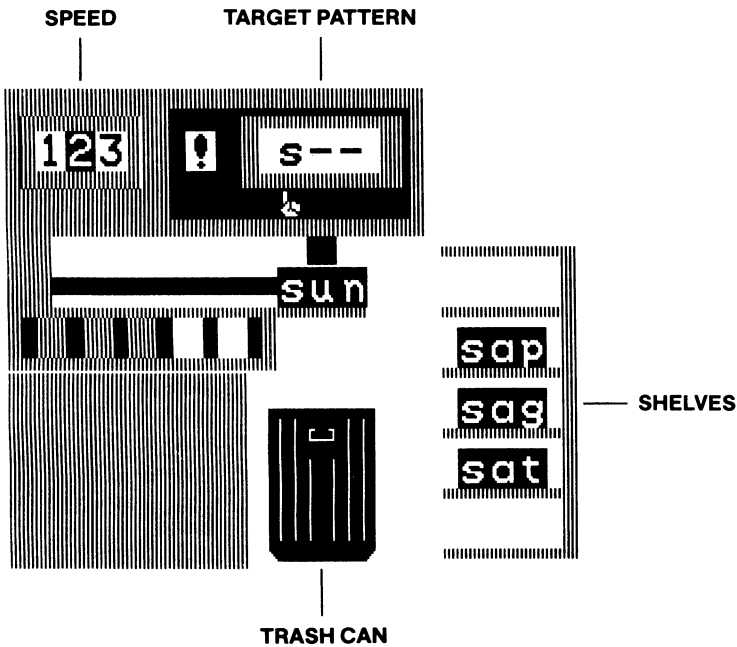 SPEED
TARGET PATTERN
123
!
s--
sun
sap
sag
sat
SHELVES
TRASH CAN